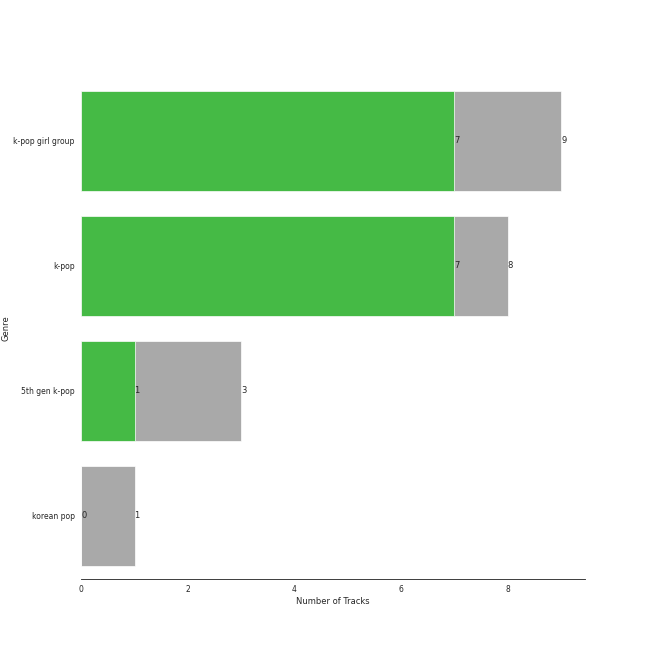 k-pop girl group
7
9
k-pop
7
8
Genre
5th gen k-pop
1
3
korean pop
0
1
0
2
4
6
8
Number of Tracks